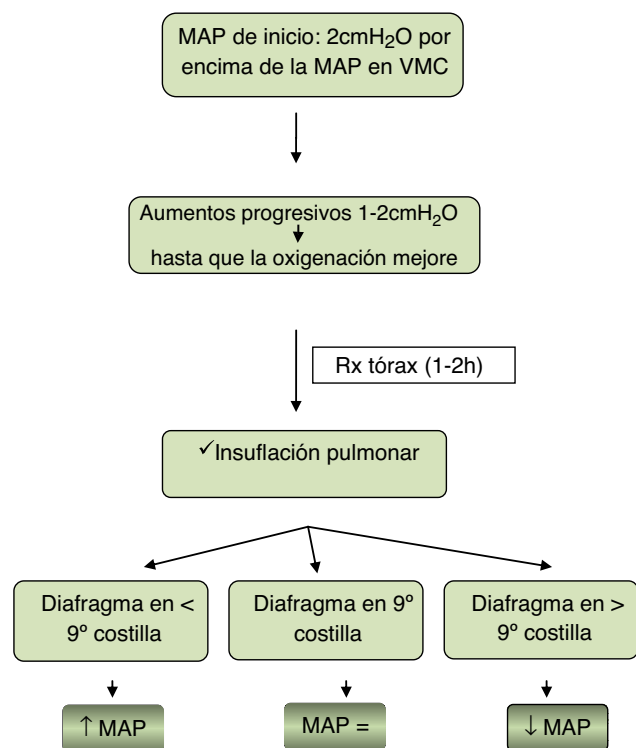 MAP de inicio: 2cmH₂O por
encima de la MAP en VMC
Aumentos progresivos 1-2cmH₂O
hasta que la oxigenación mejore
Rx tórax (1-2h)
✓Insuflación pulmonar
Diafragma en <
9º costilla
Diafragma en 9º
costilla
Diafragma en >
9º costilla
↑ MAP
MAP =
↓ MAP